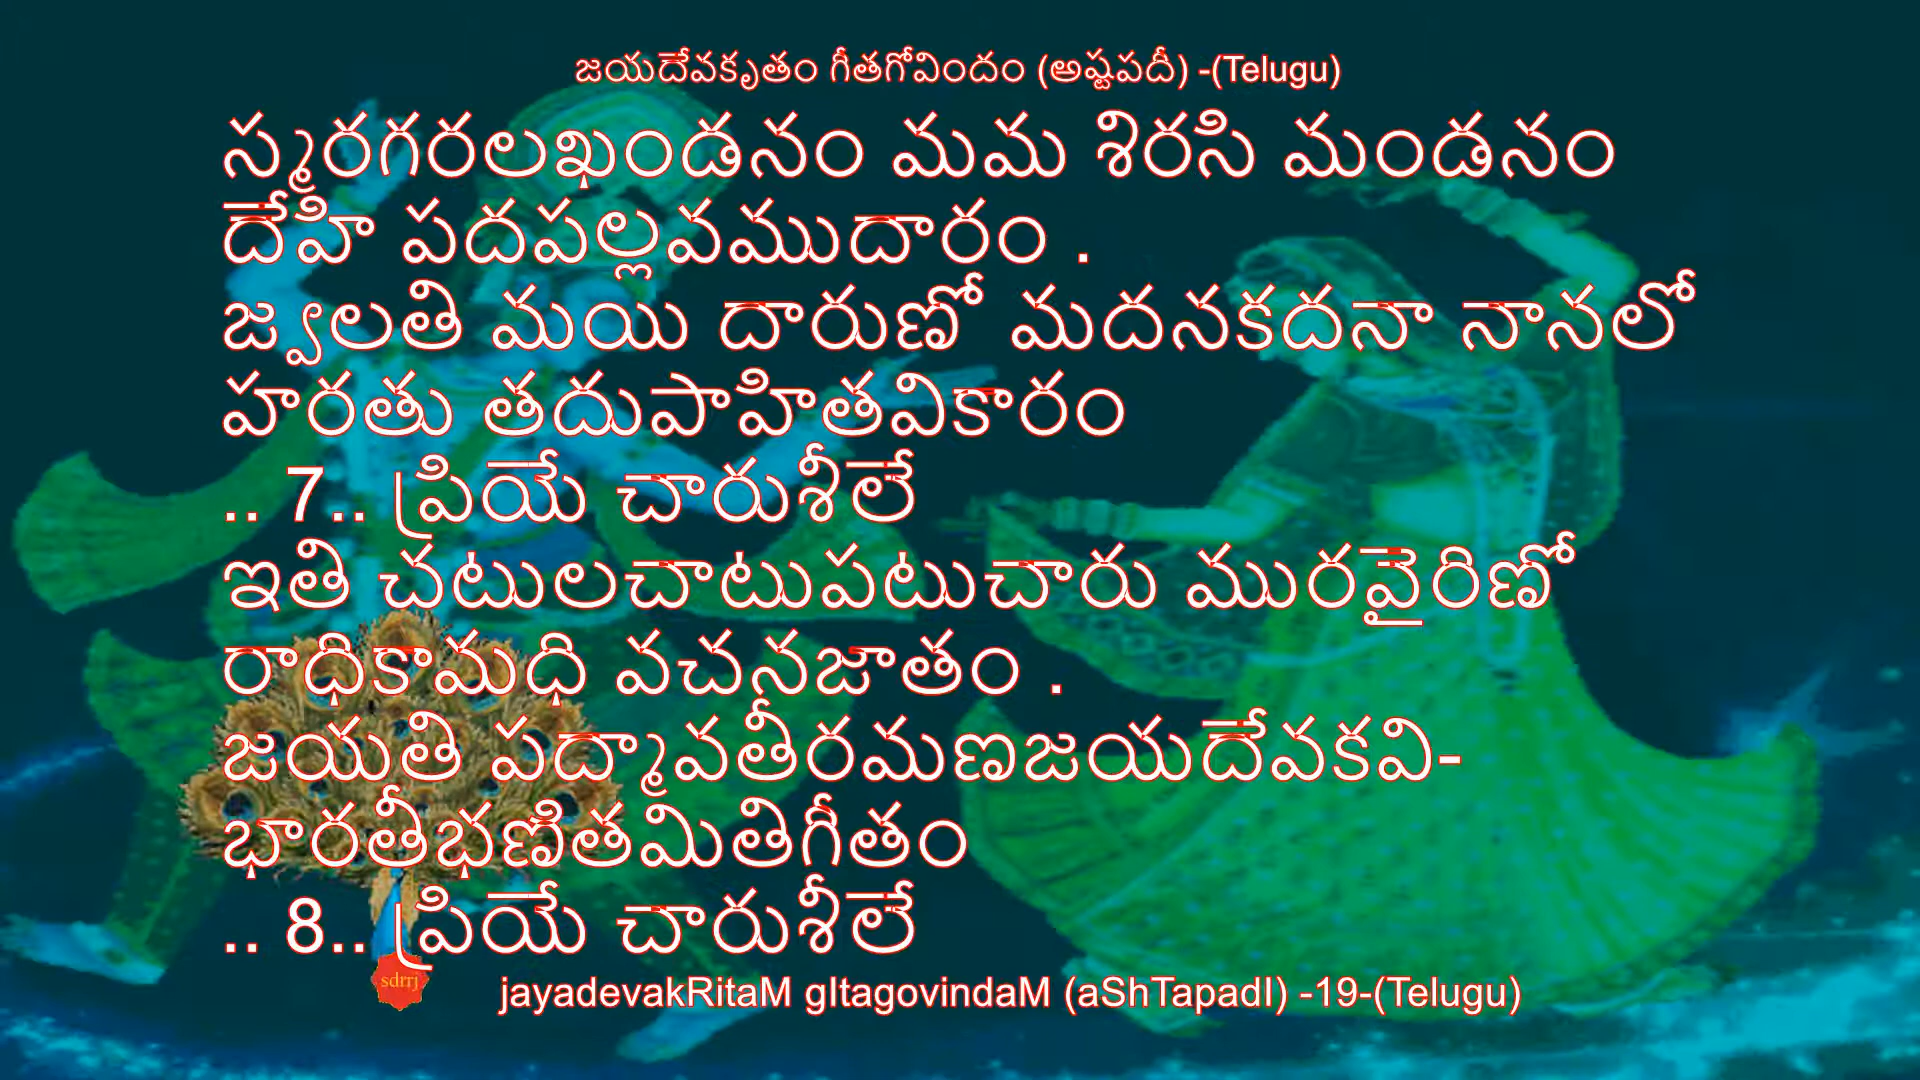 జయదేవకృతం గీతగోవిందం (అష్టపదీ) -(Telugu)
స్మరగరలఖండనం మమ శిరసి మండనం
దేహి పదపల్లవముదారం .
జ్వలతి మయి దారుణో మదనకదనా నానలో
హరతు తదుపాహితవికారం
.. 7.. ప్రియే చారుశీలే
ఇతి చటులచాటుపటుచారు మురవైరిణో
రాధికామధి వచనజాతం .
జయతి పద్మావతీరమణజయదేవకవి-
భారతీభణితమితిగీతం
.. 8.. ప్రియే చారుశీలే
sdrrj
jayadevakRitaM gItagovindaM (aShTapadI) -19-(Telugu)